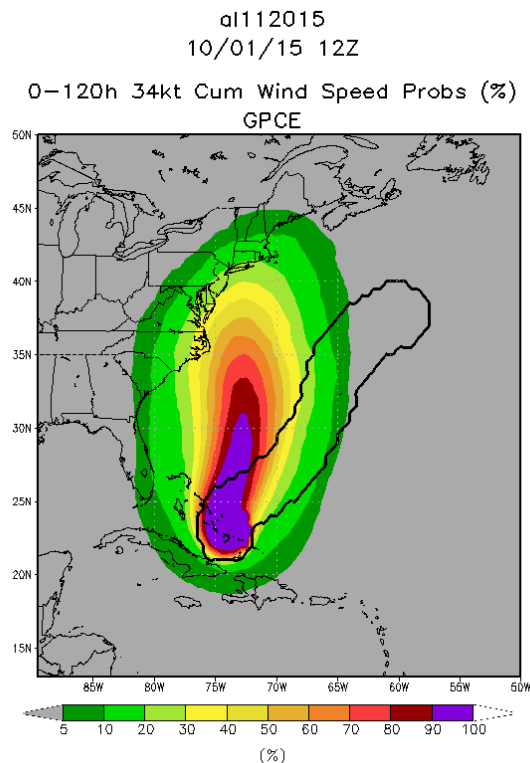 al112015
10/01/15 12Z
0-120h 34kt Cum Wind Speed Probs (%)
GPCE
50N
45N
40N
35N
30N
25N
20N
15N
85W 80W 75W 70W 65W 60W 55W 50W
5 10 20 30 40 50 60 70 80 90 100
(%)